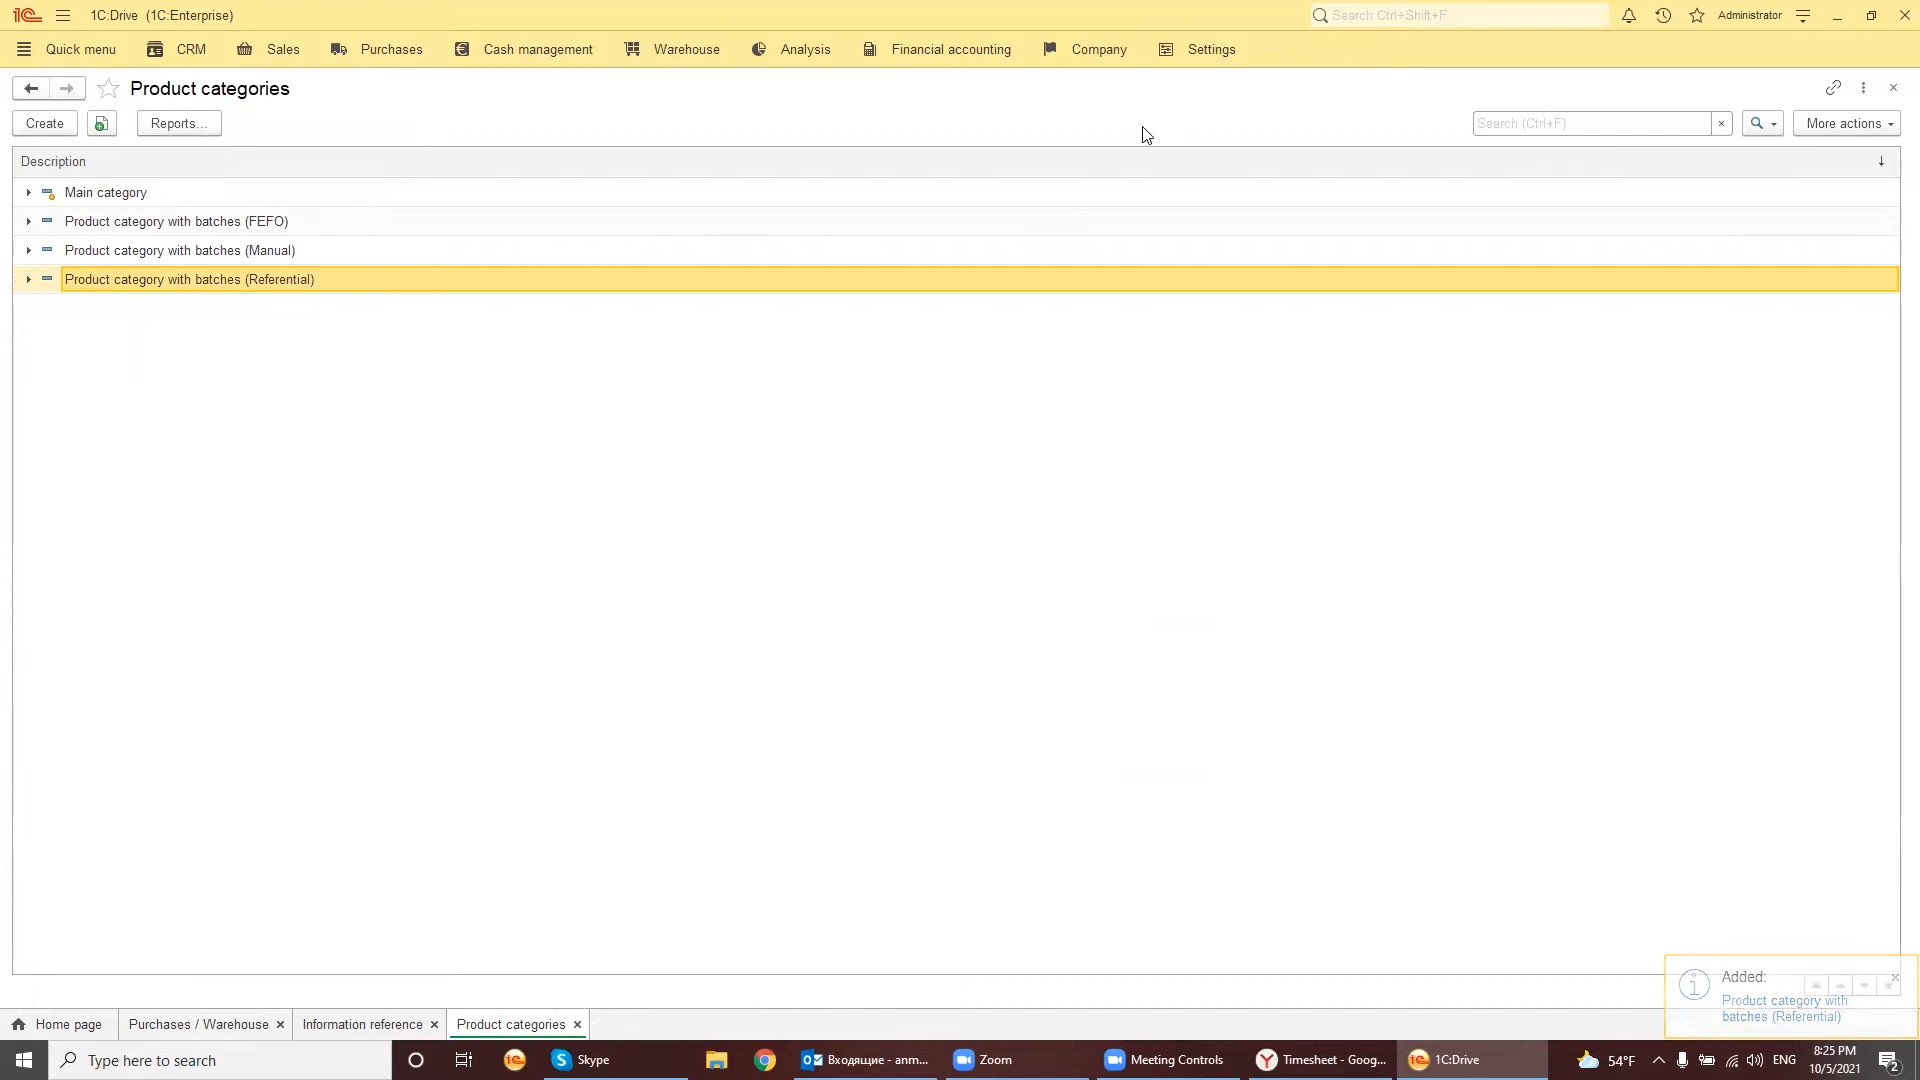 1C:Drive (1C:Enterprise)
Search Ctrl+Shift+F
Administrator
Quick menu
CRM
Sales
Purchases
Cash management
Warehouse
Analysis
Financial accounting
Company
Settings
Product categories
Create
Reports...
Search (Ctrl+F)
×
More actions
Description
Main category
Product category with batches (FEFO)
Product category with batches (Manual)
Product category with batches (Referential)
Added:
Product category with
batches (Referential)
Home page
Purchases / Warehouse ×
Information reference ×
Product categories ×
Type here to search
Skype
Входящие - anm...
Zoom
Meeting Controls
Timesheet - Goog...
1C:Drive
54°F
ENG
8:25 PM
10/5/2021
2